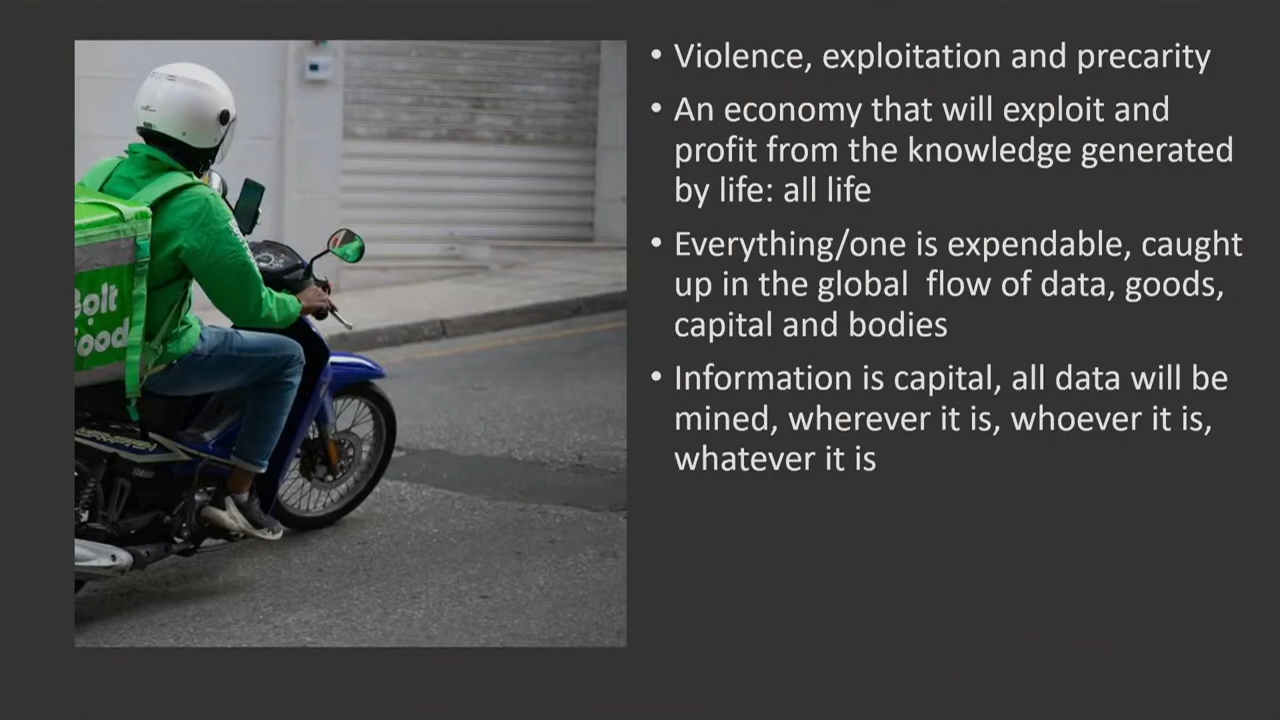 • Violence, exploitation and precarity
• An economy that will exploit and
profit from the knowledge generated
by life: all life
• Everything/one is expendable, caught
up in the global  flow of data, goods,
capital and bodies
• Information is capital, all data will be
mined, wherever it is, whoever it is,
whatever it is
Bolt
Food